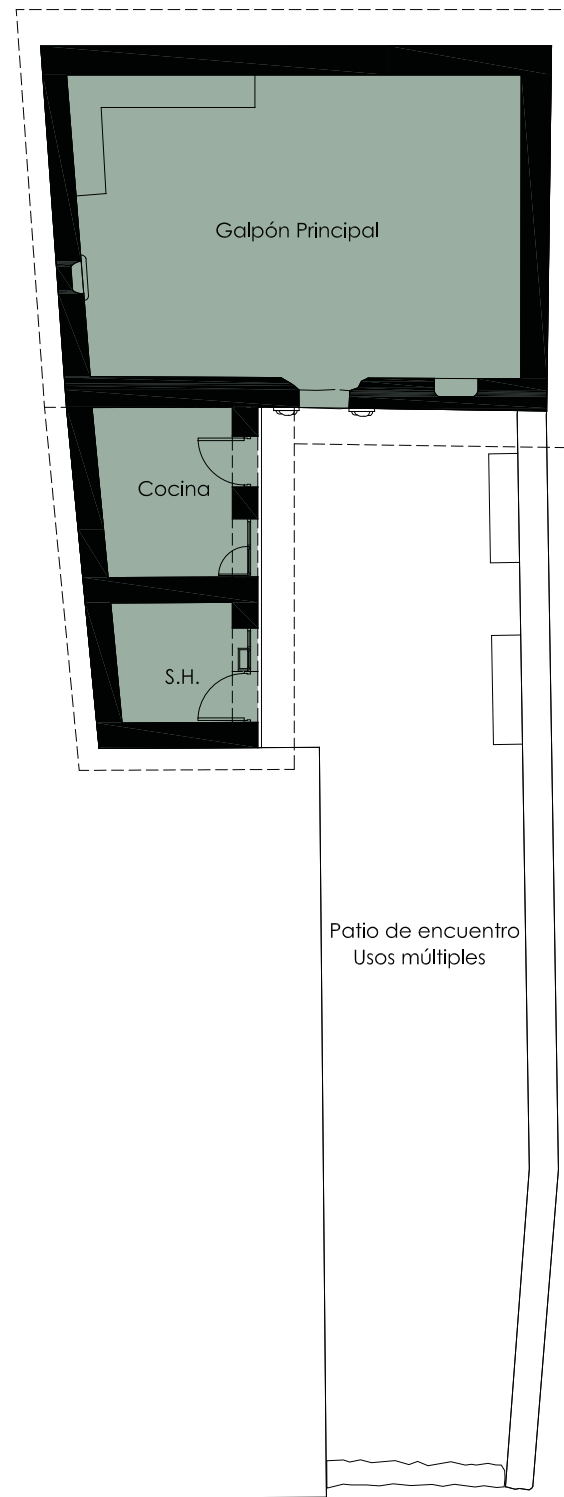 Galpón Principal
Cocina
S.H.
Patio de encuentro
Usos múltiples